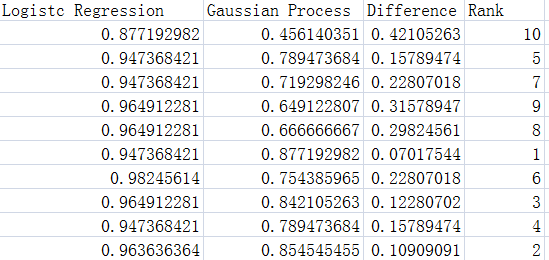 Logistc Regression Gaussian Process Difference Rank
0.877192982 0.456140351 0.42105263 10
0.947368421 0.789473684 0.15789474 5
0.947368421 0.719298246 0.22807018 7
0.964912281 0.649122807 0.31578947 9
0.964912281 0.666666667 0.29824561 8
0.947368421 0.877192982 0.07017544 1
0.98245614 0.754385965 0.22807018 6
0.964912281 0.842105263 0.12280702 3
0.947368421 0.789473684 0.15789474 4
0.963636364 0.854545455 0.10909091 2